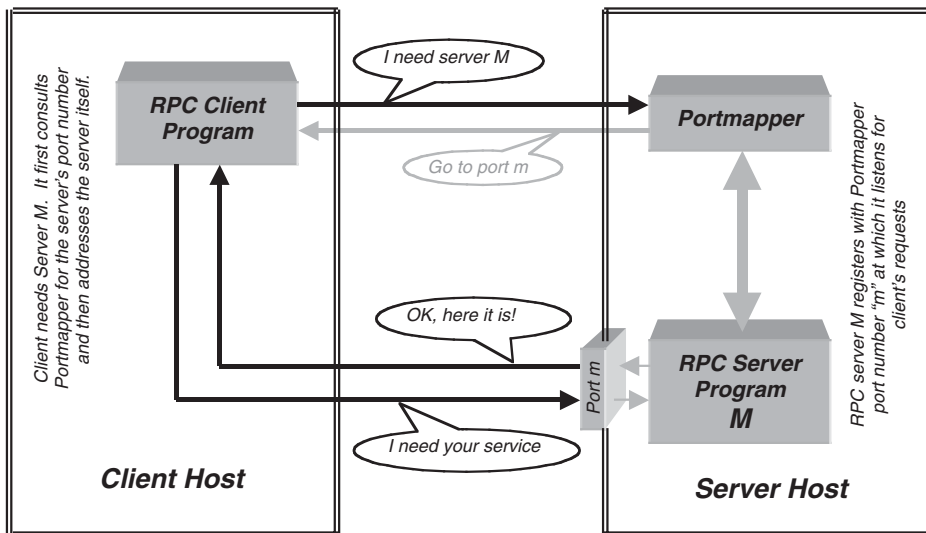 Client needs Server M. It first consults
Portmapper for the server's port number
and then addresses the server itself.
RPC Client
Program
I need server M
Go to port m
Portmapper
RPC server M registers with Portmapper
port number "m" at which it listens for
client's requests
OK, here it is!
Port m
RPC Server
Program
M
I need your service
Client Host
Server Host